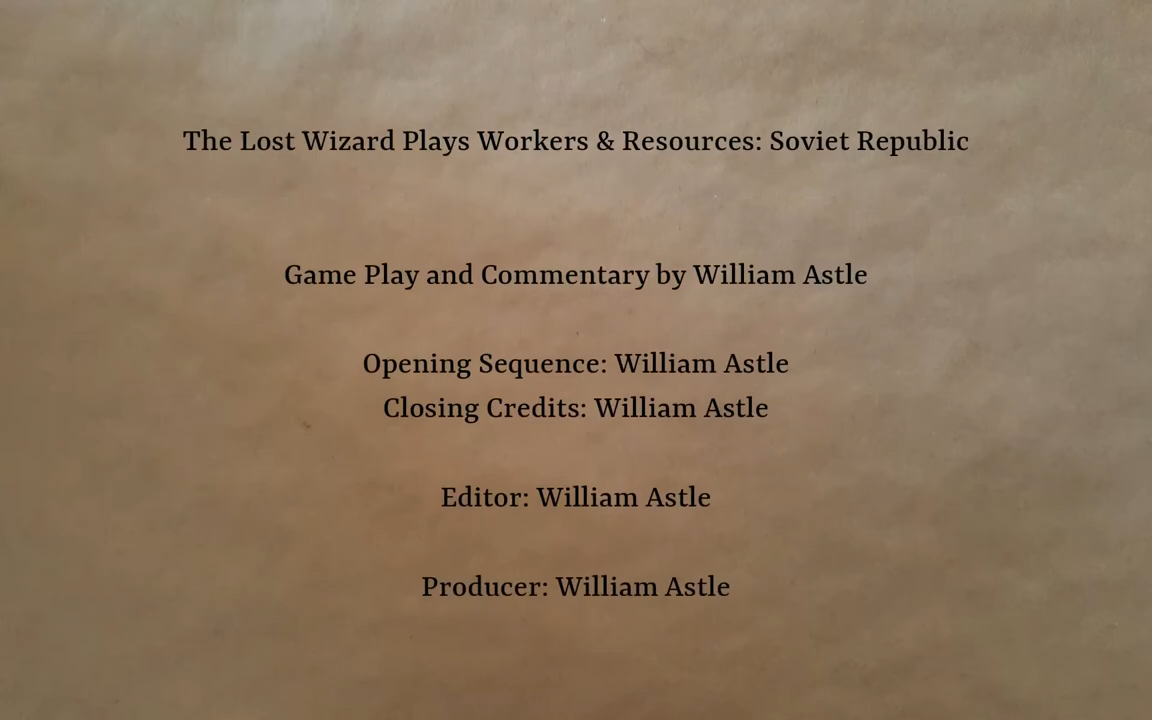 The Lost Wizard Plays Workers & Resources: Soviet Republic
Game Play and Commentary by William Astle
Opening Sequence: William Astle
Closing Credits: William Astle
Editor: William Astle
Producer: William Astle